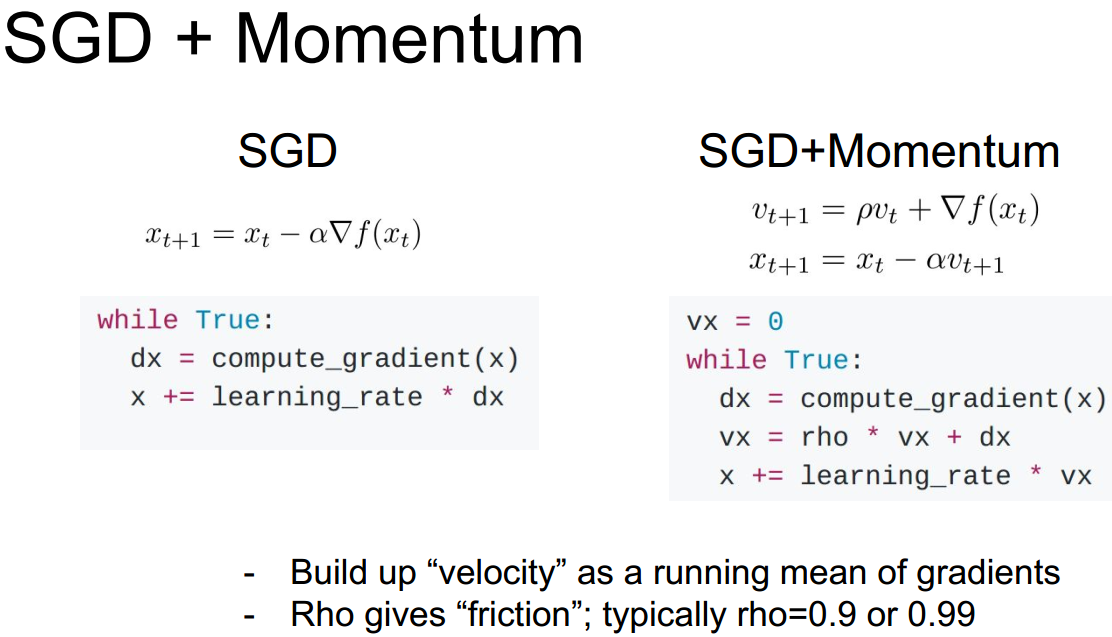 SGD + Momentum
SGD
x_{t+1} = x_t − α∇f(x_t)
while True:
  dx = compute_gradient(x)
  x += learning_rate * dx
SGD+Momentum
v_{t+1} = ρv_t + ∇f(x_t)
x_{t+1} = x_t − αv_{t+1}
vx = 0
while True:
  dx = compute_gradient(x)
  vx = rho * vx + dx
  x += learning_rate * vx
- Build up “velocity” as a running mean of gradients
- Rho gives “friction”; typically rho=0.9 or 0.99